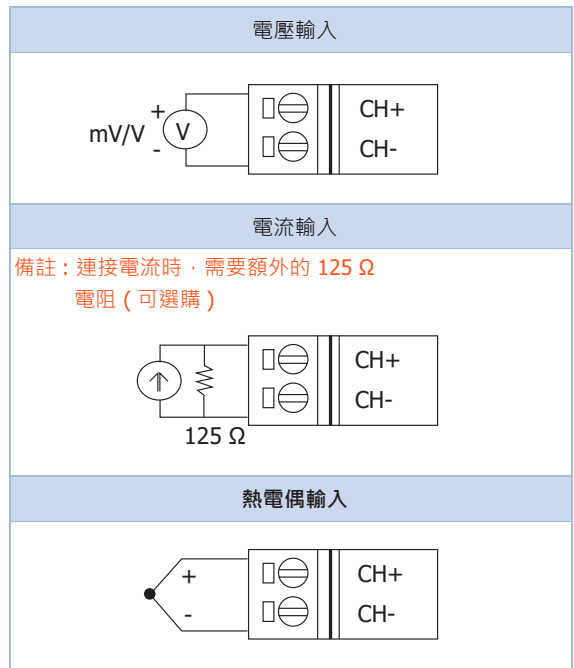 電壓輸入
+
mV/V V
-
CH+
CH-
電流輸入
備註：連接電流時，需要額外的 125 Ω
電阻 ( 可選購 )
CH+
CH-
125 Ω
熱電偶輸入
+
-
CH+
CH-